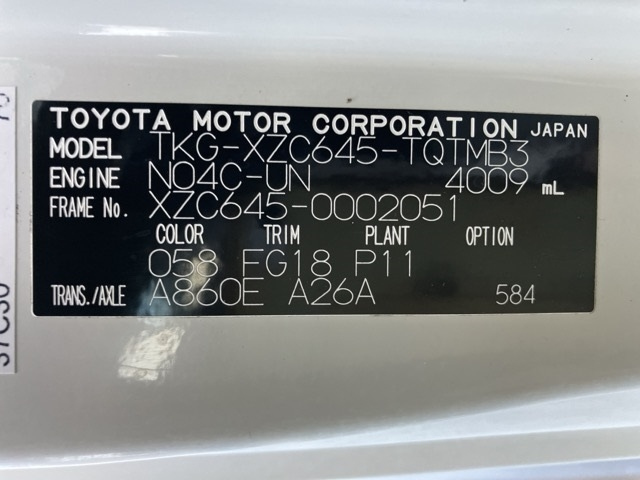 TOYOTA MOTOR CORPORATION JAPAN
MODEL TKG-XZC645-TQTMB3
ENGINE N04C-UN 4009 mL
FRAME No. XZC645-0002051
COLOR TRIM PLANT OPTION
058 FG18 P11
TRANS./AXLE A860E A26A 584